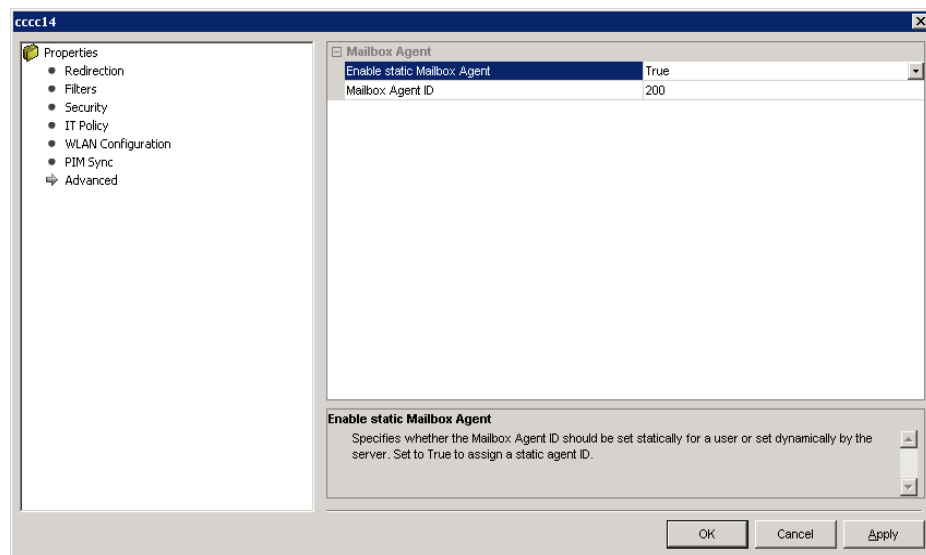 cccc14
Properties
Redirection
Filters
Security
IT Policy
WLAN Configuration
PIM Sync
Advanced
Mailbox Agent
Enable static Mailbox Agent True
Mailbox Agent ID 200
Enable static Mailbox Agent
Specifies whether the Mailbox Agent ID should be set statically for a user or set dynamically by the
server. Set to True to assign a static agent ID.
OK Cancel Apply